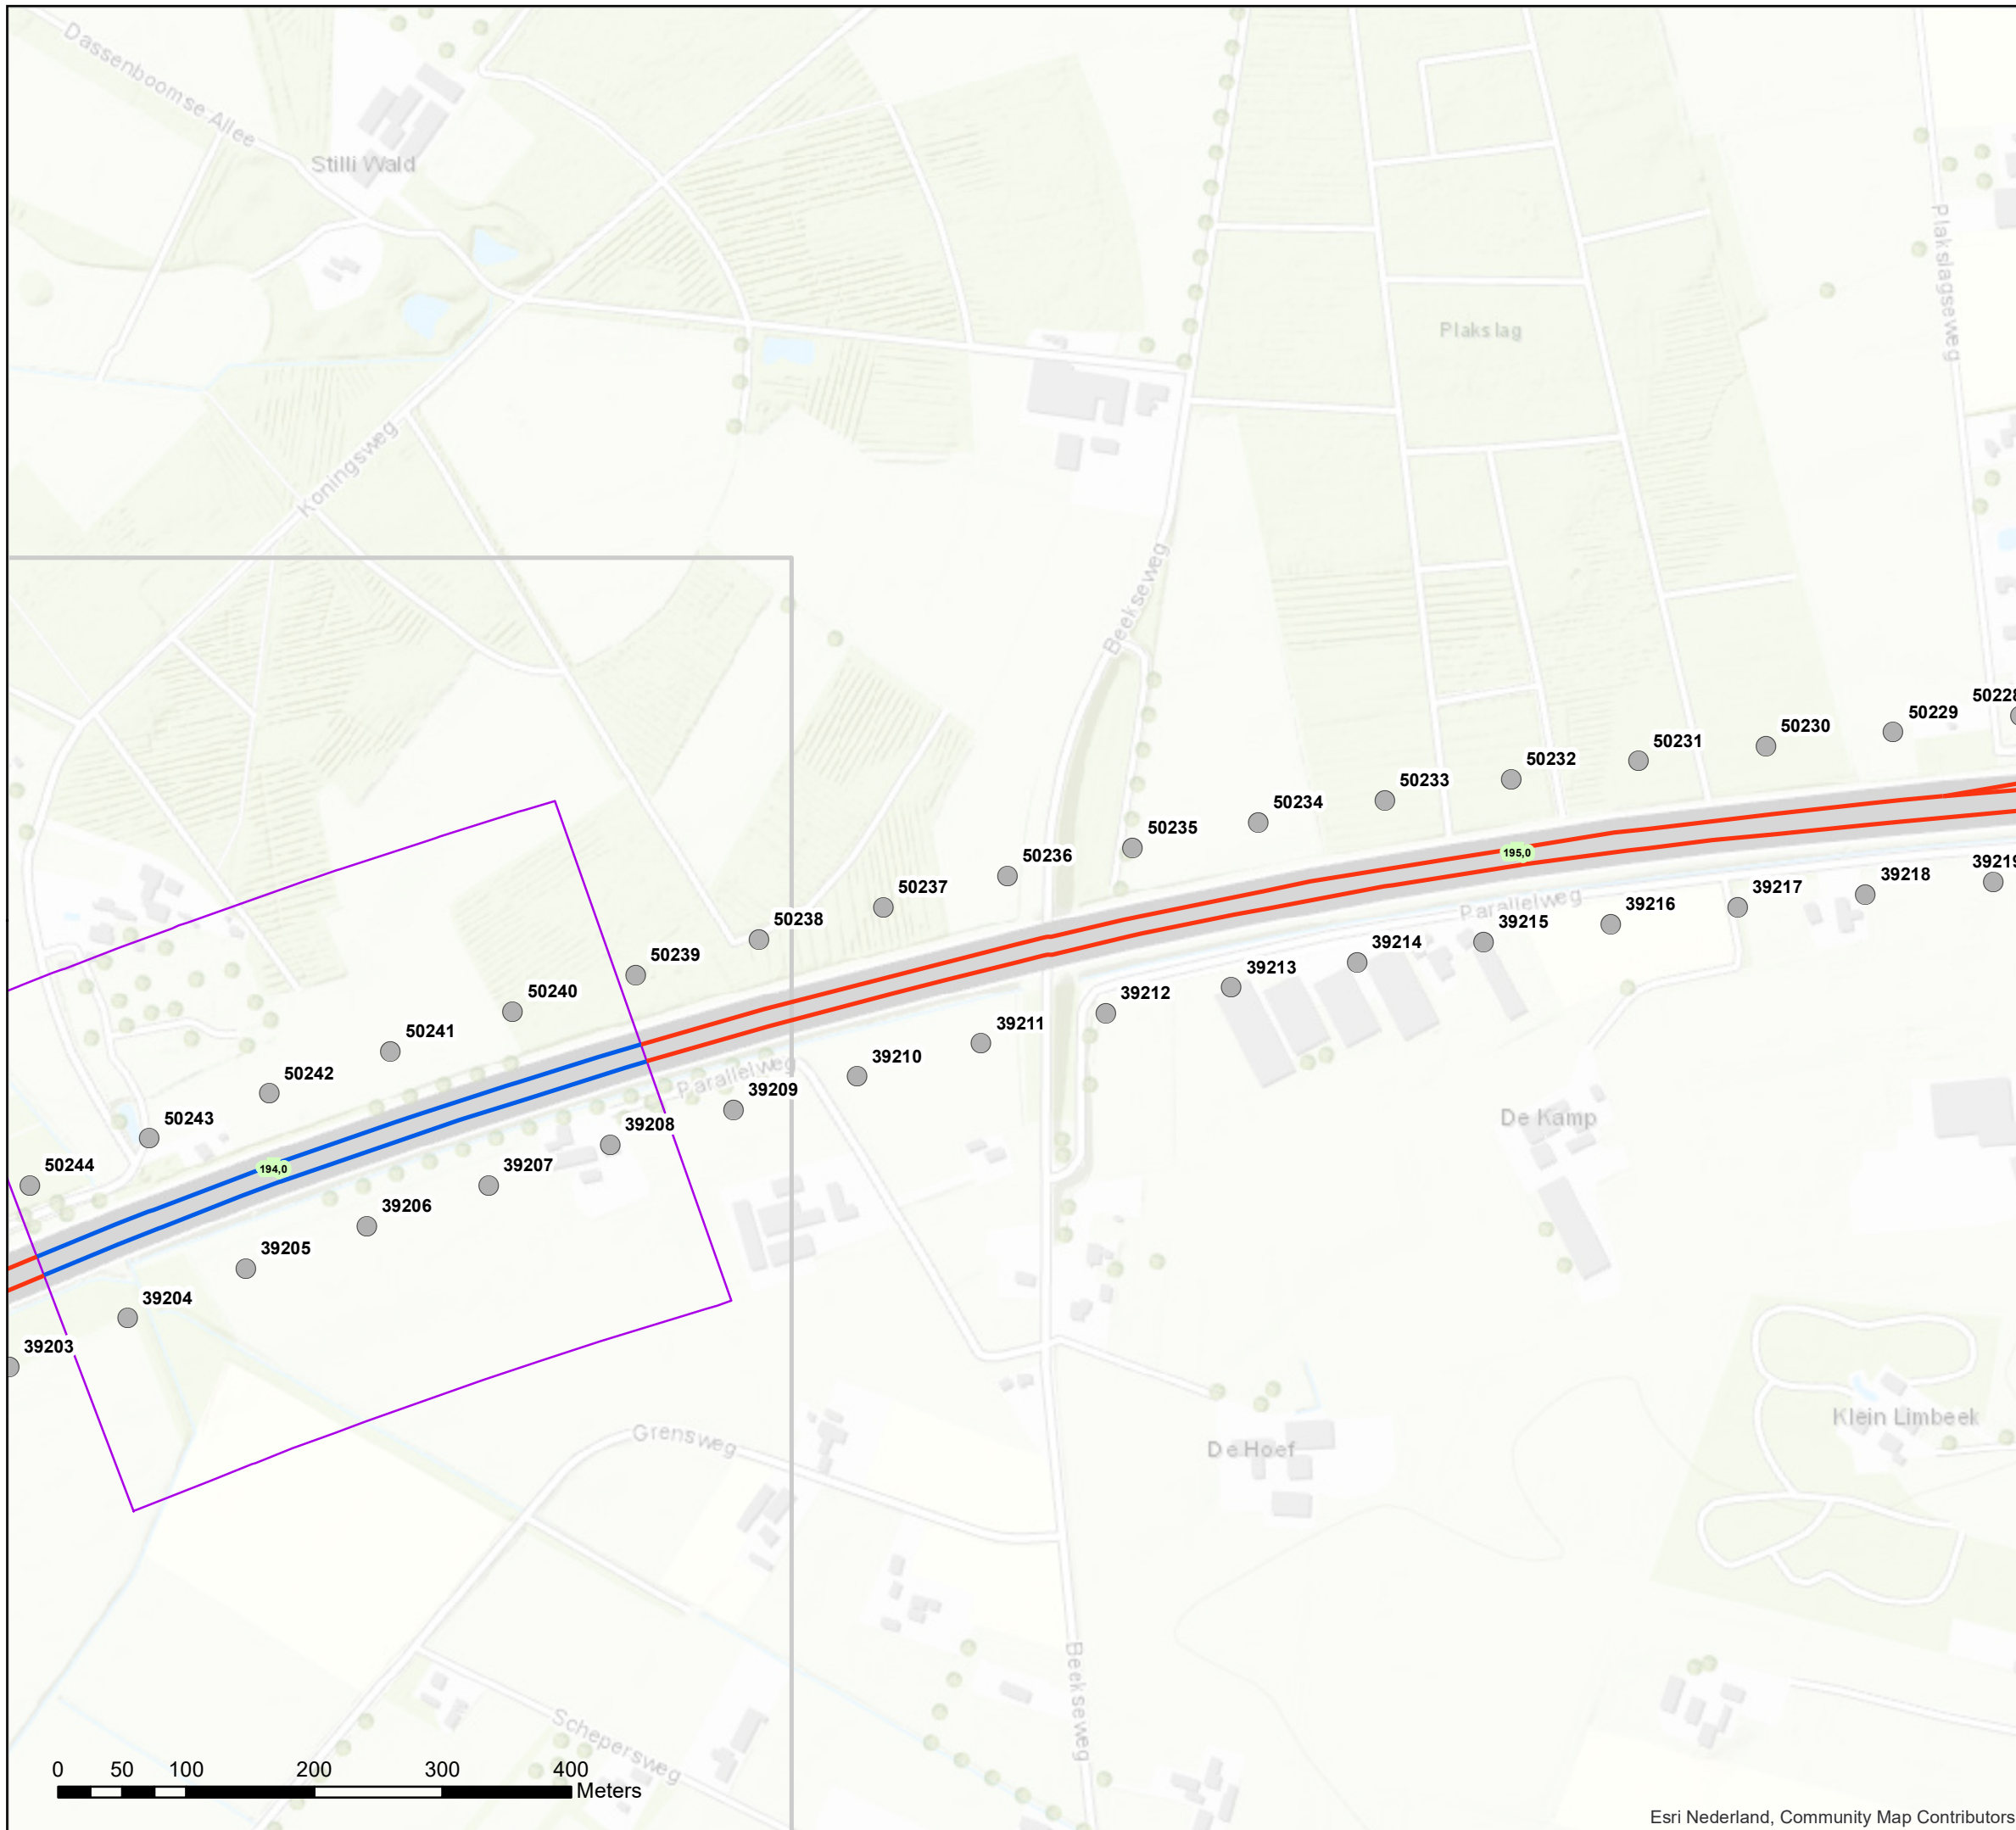 Dassenboomse Allee
Stilli Wald
Plakslagseweg
Plakslag
Koningsweg
Beekseweg
50228
50229
50230
50231
50232
50233
50234
50235
50236
50237
50238
50239
50240
50241
50242
50243
50244
195,0
194,0
Parallelweg
39219
39218
39217
39216
39215
39214
39213
39212
39211
39210
Parallelweg
39209
39208
39207
39206
39205
39204
39203
De Kamp
Klein Limbeek
De Hoef
Grensweg
Beekseweg
Schepersweg
0 50 100 200 300 400
Meters
Esri Nederland, Community Map Contributors